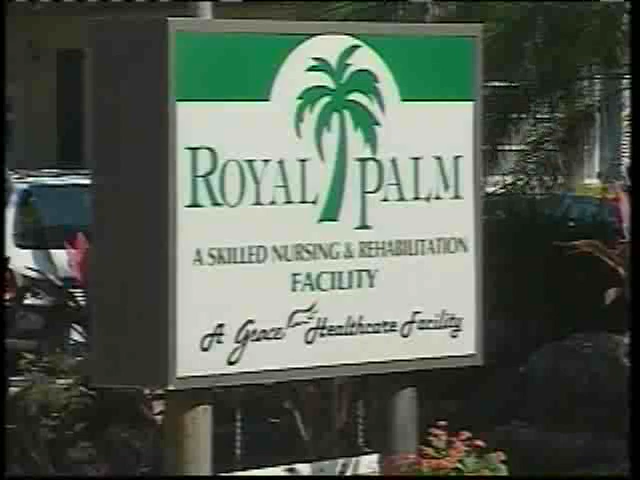 ROYAL PALM
A SKILLED NURSING & REHABILITATION
FACILITY
A Grace Healthcare Facility